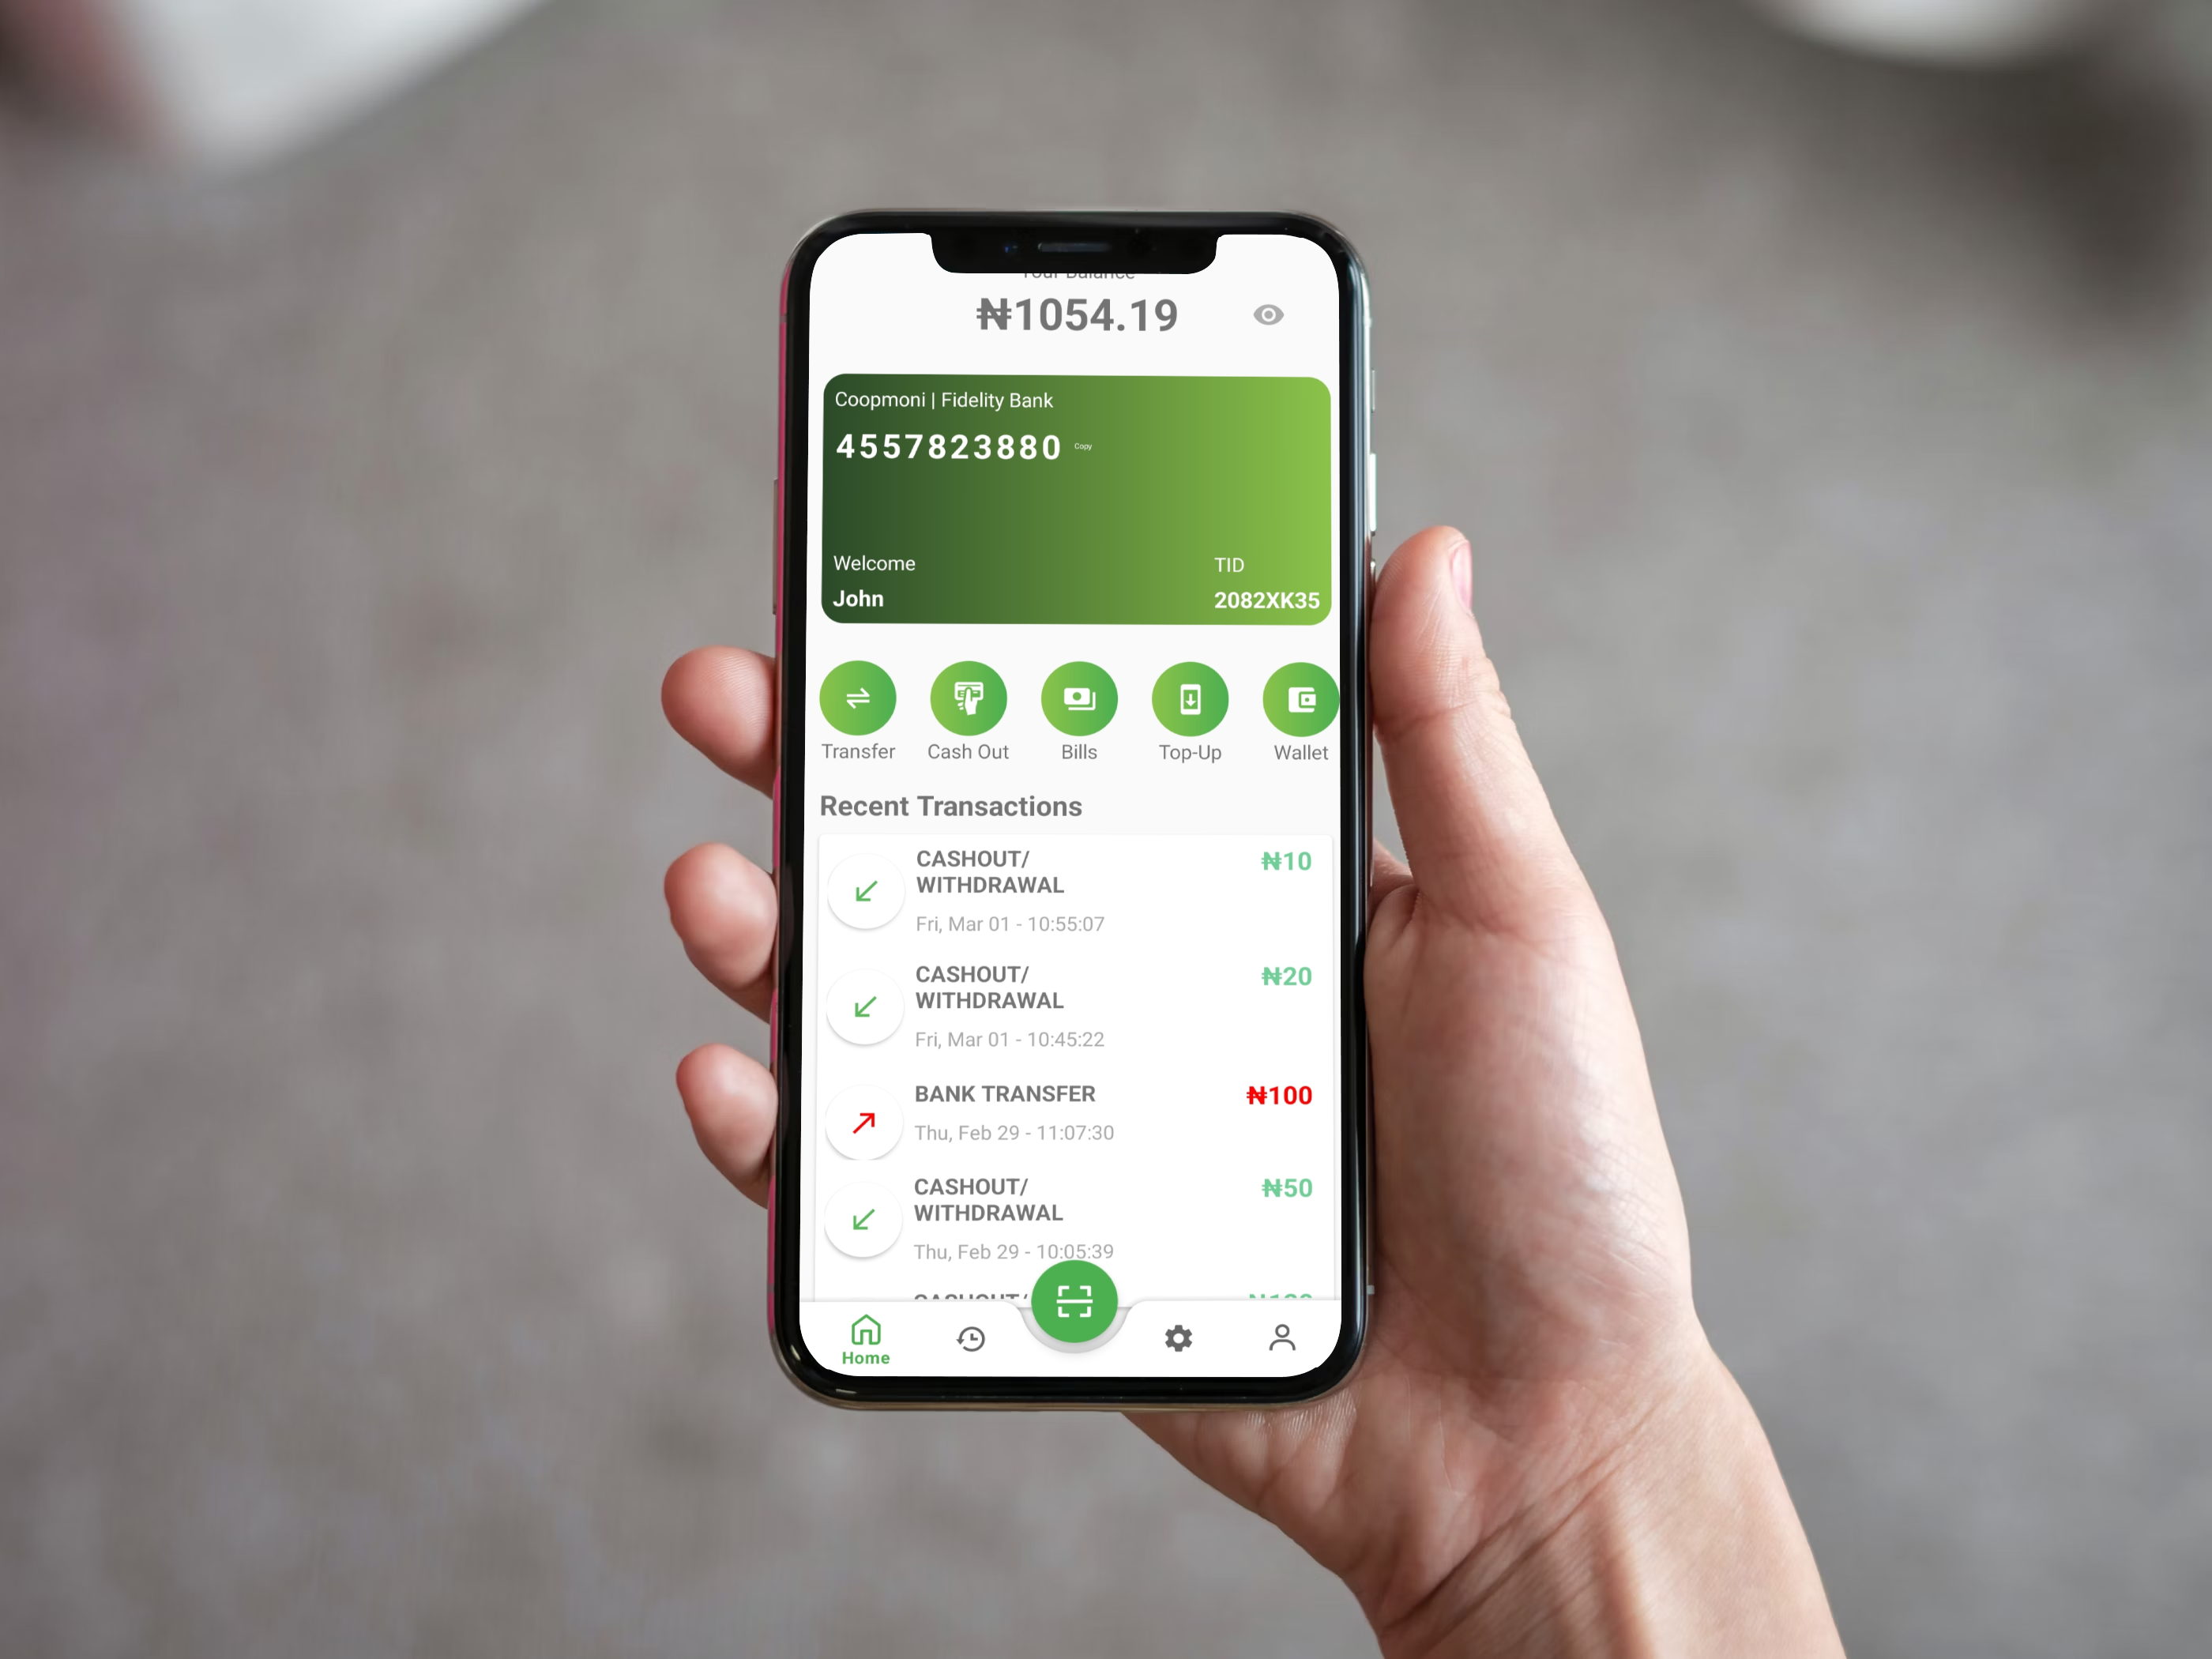 Your Balance
₦1054.19
Coopmoni | Fidelity Bank
4557823880 Copy
Welcome
TID
John
2082XK35
Transfer
Cash Out
Bills
Top-Up
Wallet
Recent Transactions
CASHOUT/
WITHDRAWAL
₦10
Fri, Mar 01 - 10:55:07
CASHOUT/
WITHDRAWAL
₦20
Fri, Mar 01 - 10:45:22
BANK TRANSFER
₦100
Thu, Feb 29 - 11:07:30
CASHOUT/
WITHDRAWAL
₦50
Thu, Feb 29 - 10:05:39
CASHOUT/
Home